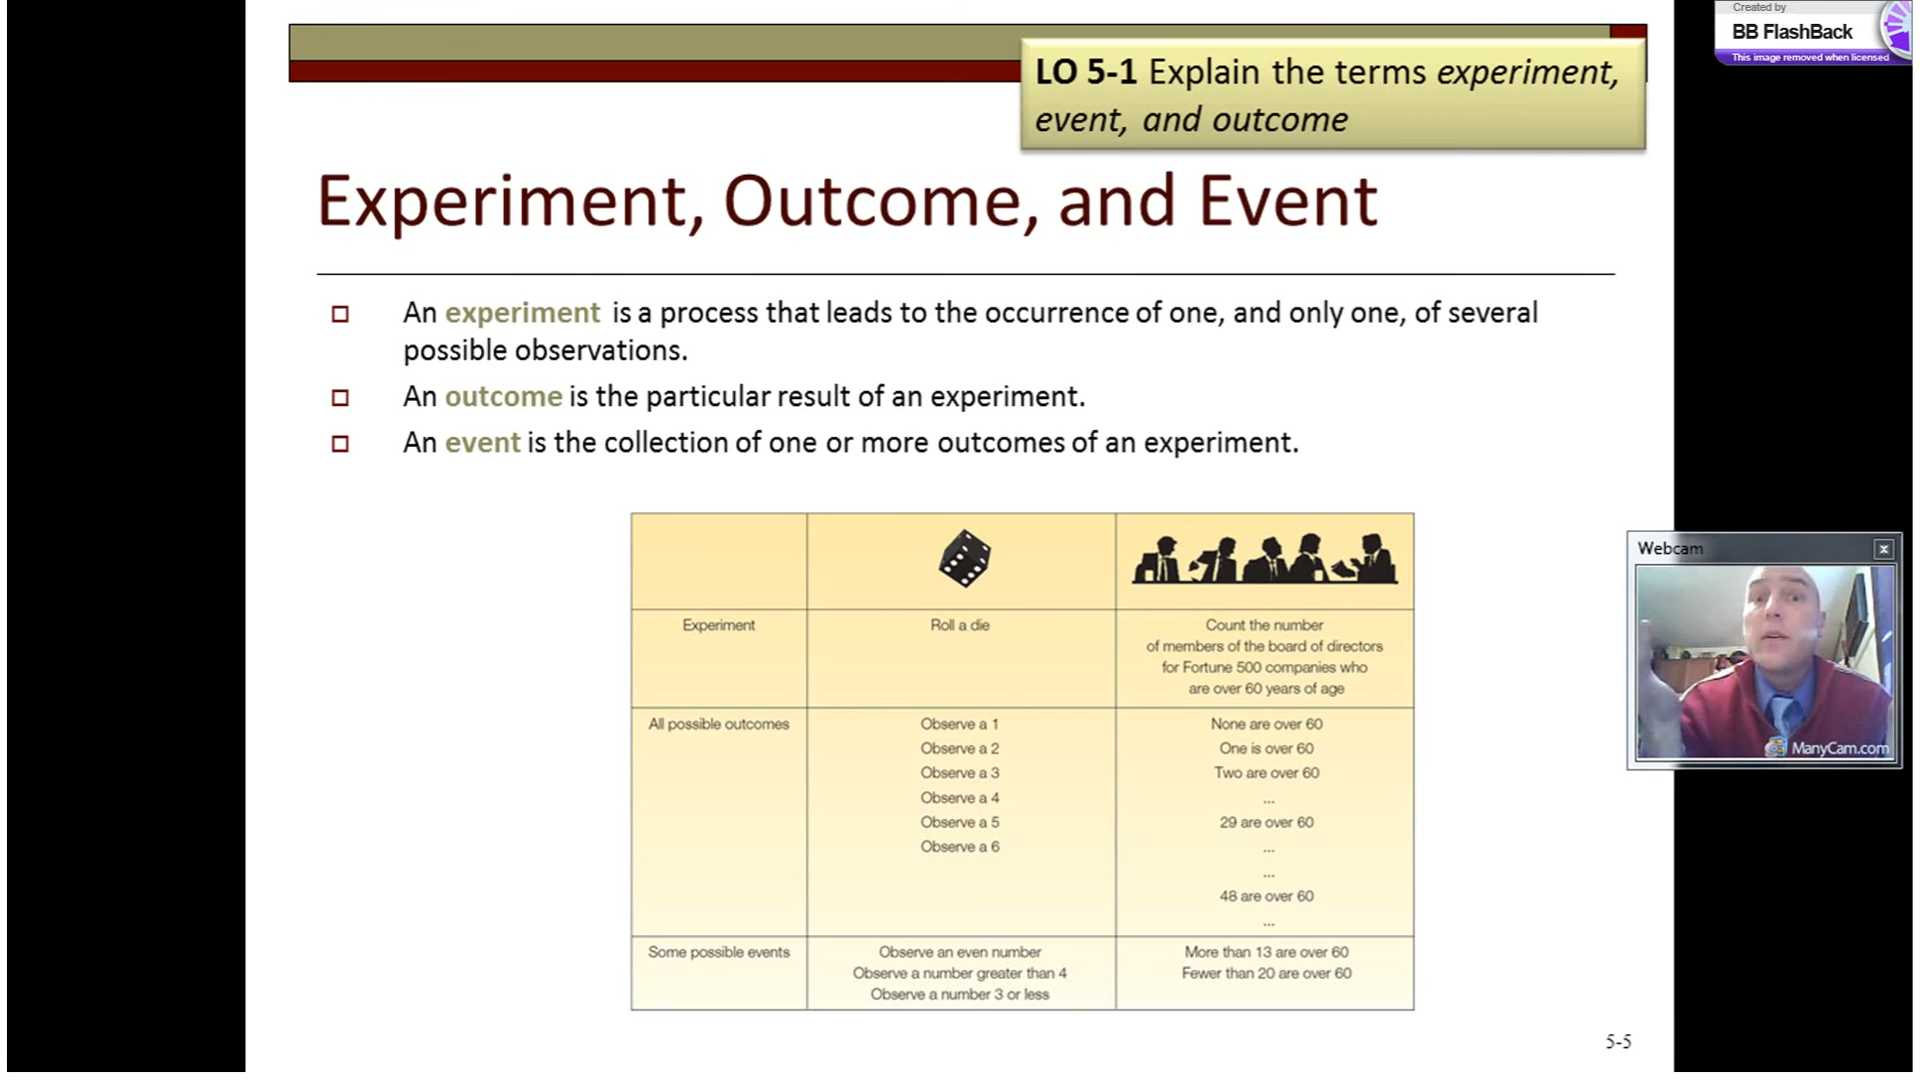 Created by
BB FlashBack
This image removed when licensed
LO 5-1 Explain the terms experiment,
event, and outcome
Experiment, Outcome, and Event
An experiment is a process that leads to the occurrence of one, and only one, of several
possible observations.
An outcome is the particular result of an experiment.
An event is the collection of one or more outcomes of an experiment.
Experiment
Roll a die
Count the number
of members of the board of directors
for Fortune 500 companies who
are over 60 years of age
All possible outcomes
Observe a 1
Observe a 2
Observe a 3
Observe a 4
Observe a 5
Observe a 6
None are over 60
One is over 60
Two are over 60
...
29 are over 60
...
...
48 are over 60
...
Some possible events
Observe an even number
Observe a number greater than 4
Observe a number 3 or less
More than 13 are over 60
Fewer than 20 are over 60
Webcam
ManyCam.com
5-5